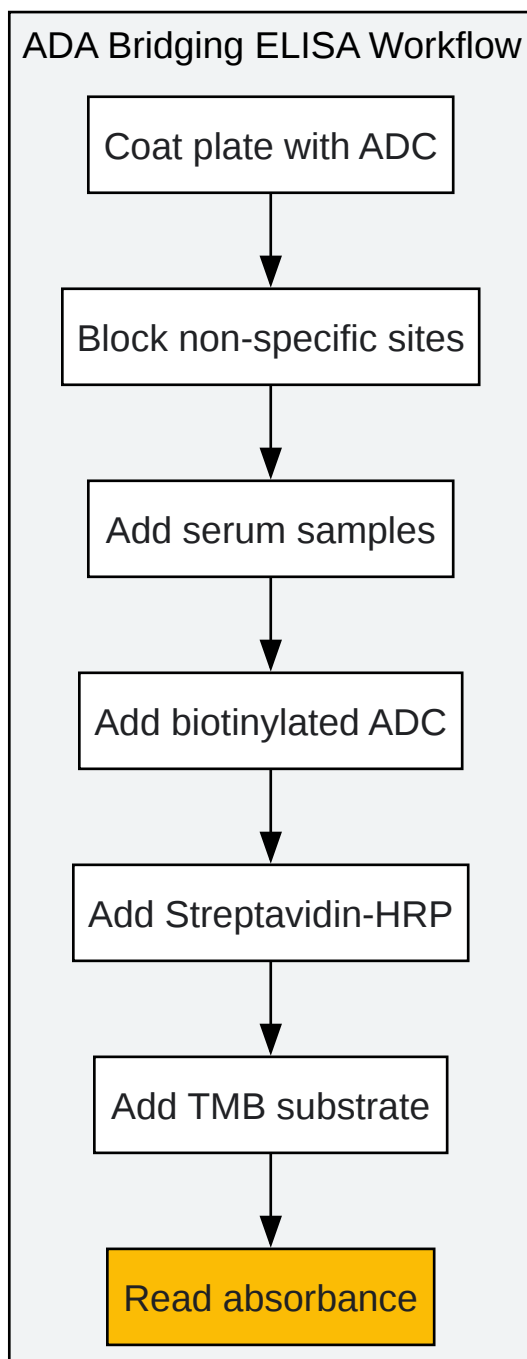 ADA Bridging ELISA Workflow
Coat plate with ADC
Block non-specific sites
Add serum samples
Add biotinylated ADC
Add Streptavidin-HRP
Add TMB substrate
Read absorbance